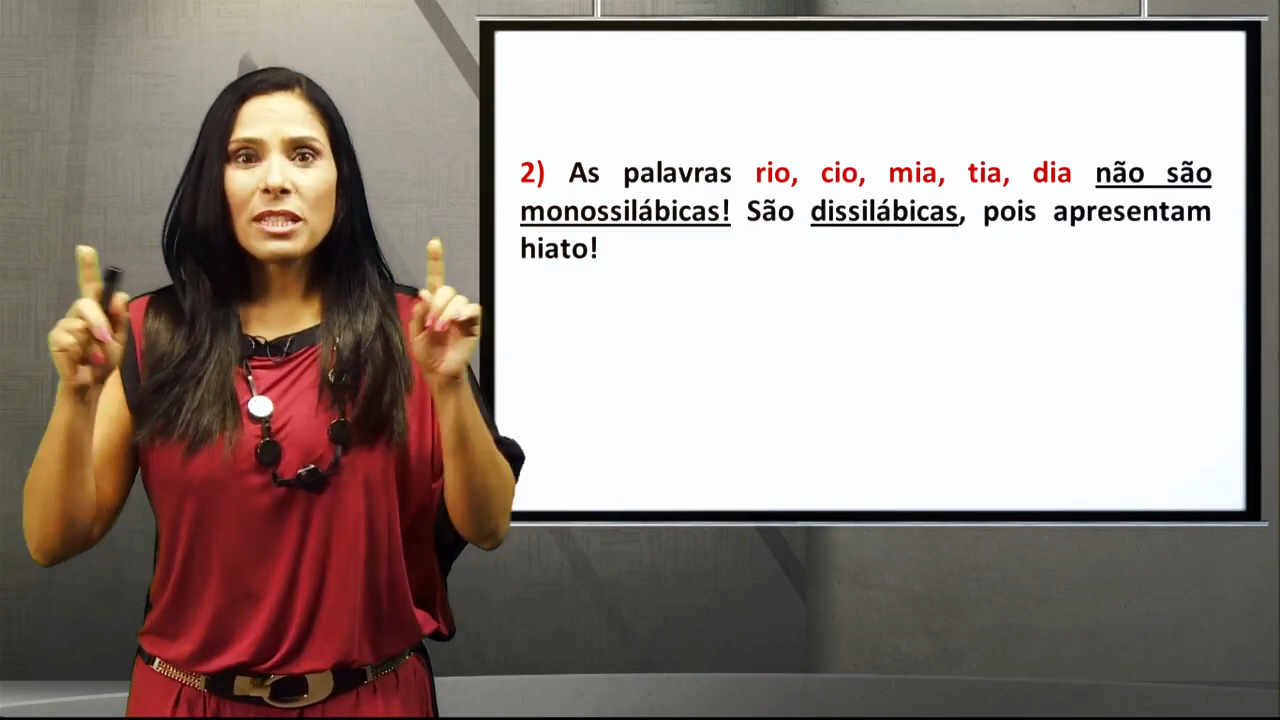 2) As palavras rio, cio, mia, tia, dia não são
monossilábicas! São dissilábicas, pois apresentam
hiato!